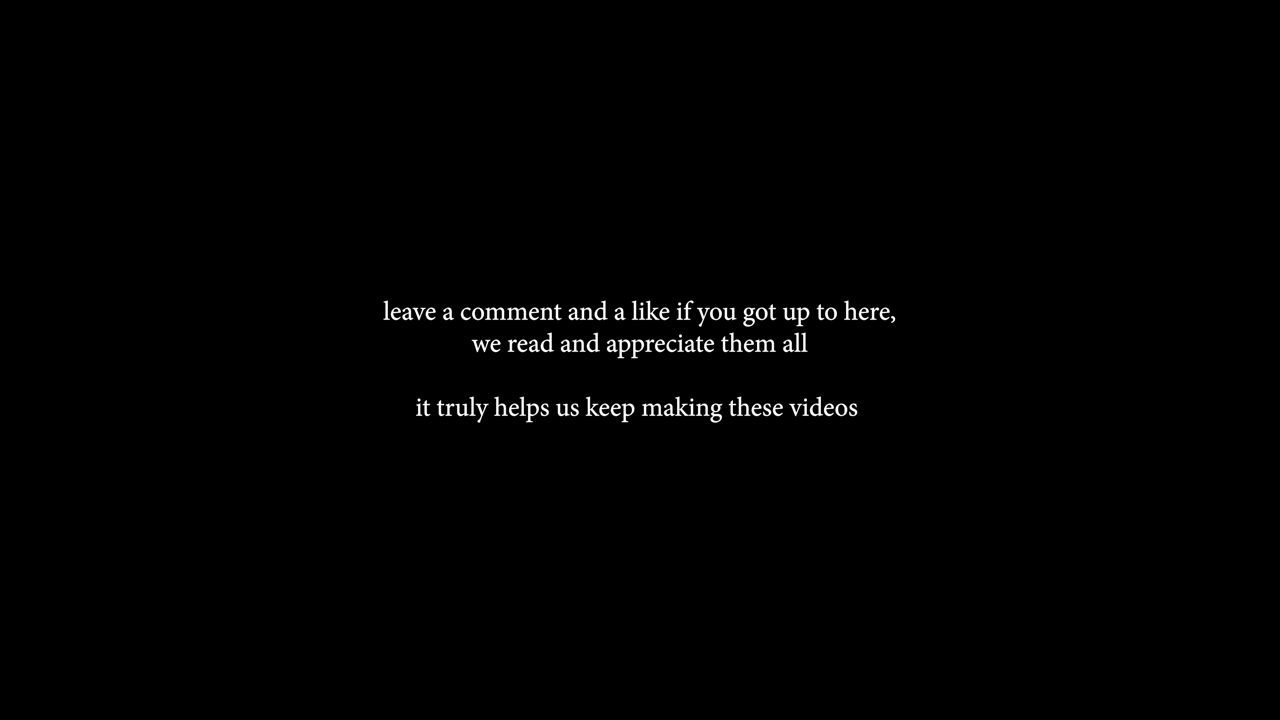 leave a comment and a like if you got up to here,
we read and appreciate them all
it truly helps us keep making these videos